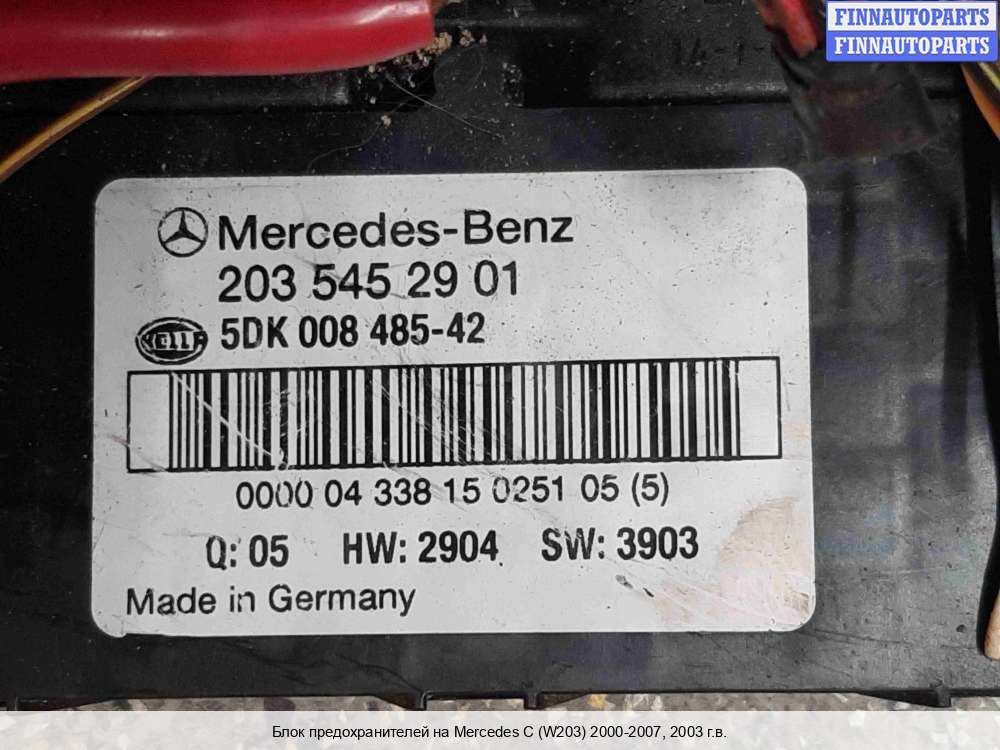 FINNAUTOPARTS
FINNAUTOPARTS
Mercedes-Benz
203 545 29 01
HELLA 5DK 008 485-42
0000 04 338 15 0251 05 (5)
Q: 05 HW: 2904 SW: 3903
Made in Germany
Блок предохранителей на Mercedes C (W203) 2000-2007, 2003 г.в.